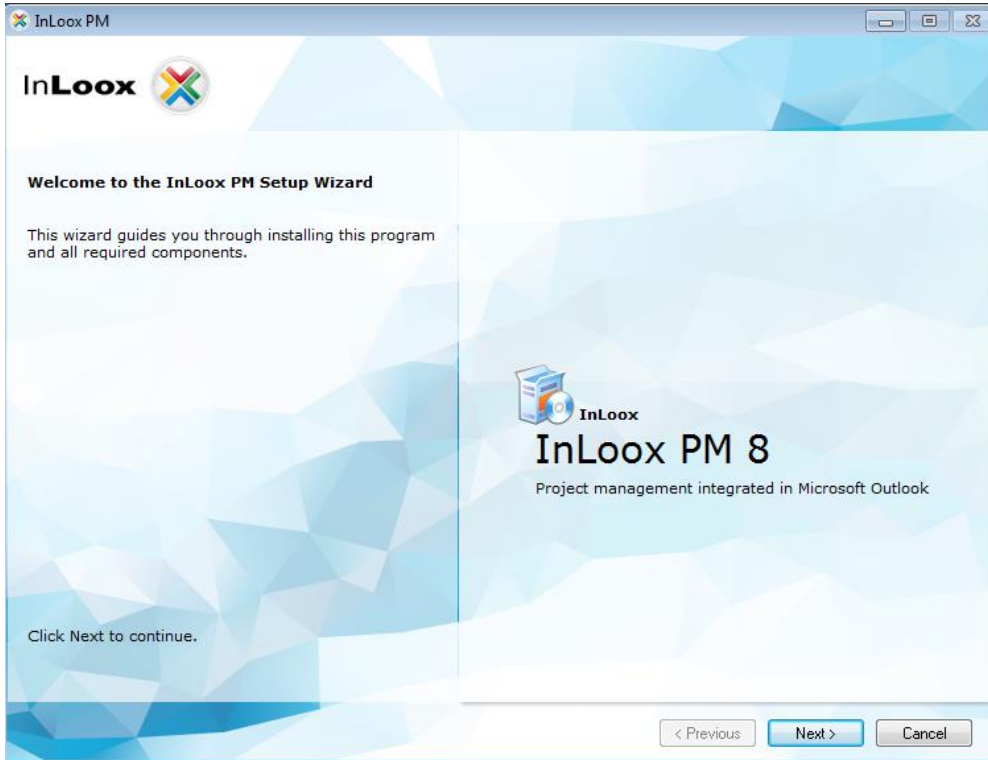 InLoox PM
InLoox
Welcome to the InLoox PM Setup Wizard
This wizard guides you through installing this program
and all required components.
InLoox
InLoox PM 8
Project management integrated in Microsoft Outlook
Click Next to continue.
< Previous
Next >
Cancel